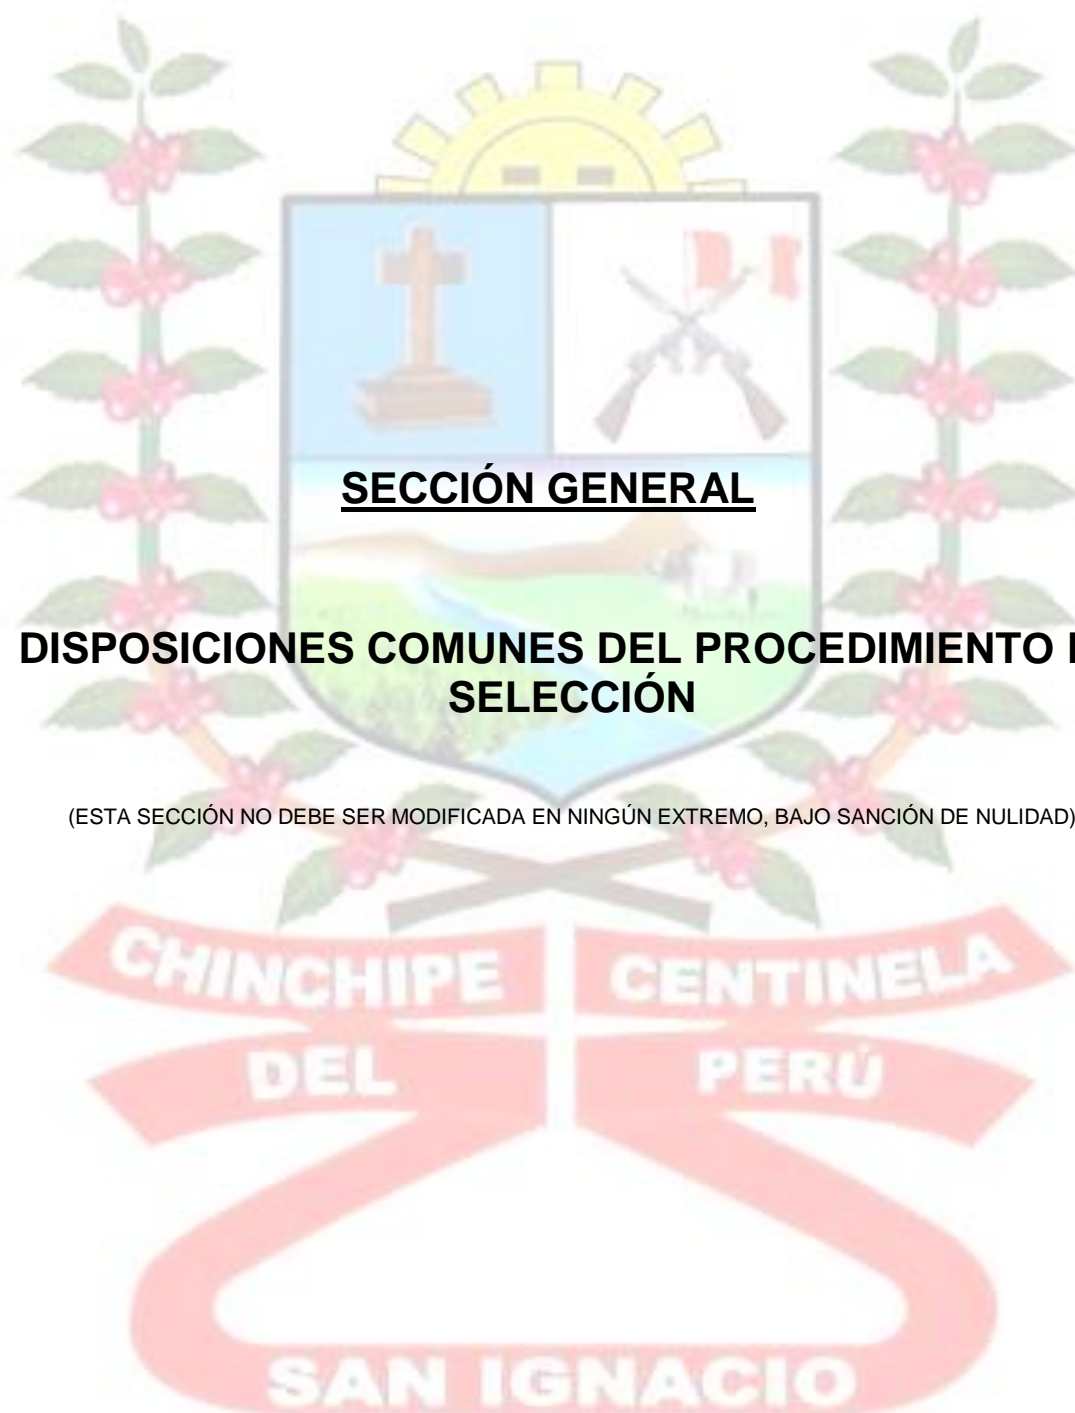 SECCIÓN GENERAL
DISPOSICIONES COMUNES DEL PROCEDIMIENTO
SELECCIÓN
(ESTA SECCIÓN NO DEBE SER MODIFICADA EN NINGÚN EXTREMO, BAJO SANCIÓN DE NULIDAD)
CHINCHIPE CENTINELA
DEL PERÚ
SAN IGNACIO